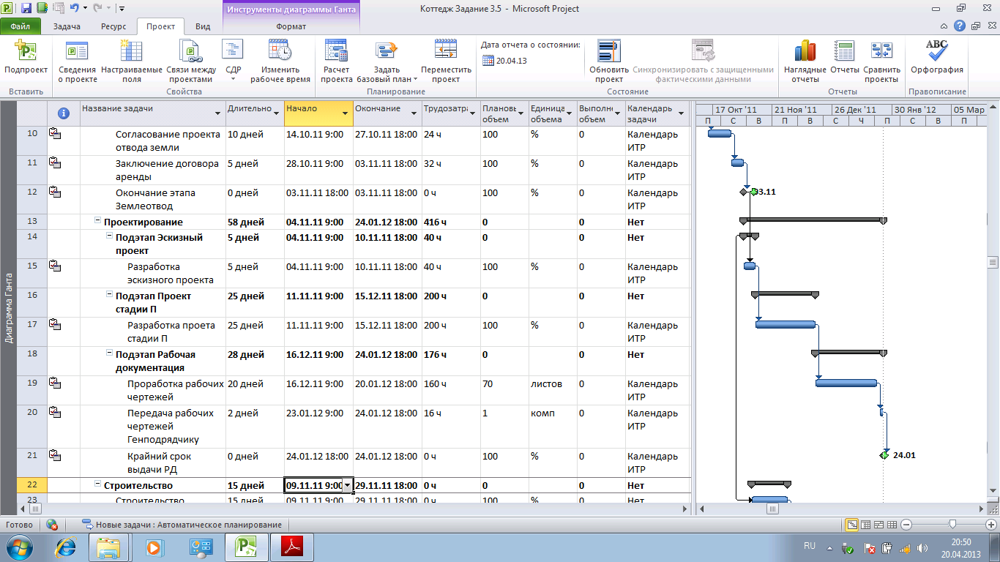 Инструменты диаграммы Ганта
Коттедж Задание 3.5 - Microsoft Project
Файл Задача Ресурс Проект Вид Формат
Подпроект
Сведения о проекте
Настраиваемые поля
Связи между проектами
СДР
Изменить рабочее время
Расчет проекта
Задать базовый план
Переместить проект
Дата отчета о состоянии:
20.04.13
Обновить проект
Синхронизировать с защищенными фактическими данными
Наглядные отчеты
Отчеты
Сравнить проекты
ABC
Орфография
Вставить Свойства Планирование Состояние Отчеты Правописание
Название задачи Длительно Начало Окончание Трудозатра Плановы объем Единица объема Выполне объем Календарь задачи
17 Окт '11 21 Ноя '11 26 Дек '11 30 Янв '12 05 Мар
П С В П В С Ч П В С П
10 Согласование проекта отвода земли 10 дней 14.10.11 9:00 27.10.11 18:00 24 ч 100 % 0 Календарь ИТР
11 Заключение договора аренды 5 дней 28.10.11 9:00 03.11.11 18:00 32 ч 100 % 0 Календарь ИТР
12 Окончание этапа Землеотвод 0 дней 03.11.11 18:00 03.11.11 18:00 0 ч 100 % 0 Календарь ИТР
03.11
13 Проектирование 58 дней 04.11.11 9:00 24.01.12 18:00 416 ч 0 0 Нет
14 Подэтап Эскизный проект 5 дней 04.11.11 9:00 10.11.11 18:00 40 ч 0 0 Нет
15 Разработка эскизного проекта 5 дней 04.11.11 9:00 10.11.11 18:00 40 ч 100 % 0 Календарь ИТР
16 Подэтап Проект стадии П 25 дней 11.11.11 9:00 15.12.11 18:00 200 ч 0 0 Нет
17 Разработка проета стадии П 25 дней 11.11.11 9:00 15.12.11 18:00 200 ч 100 % 0 Календарь ИТР
18 Подэтап Рабочая документация 28 дней 16.12.11 9:00 24.01.12 18:00 176 ч 0 0 Нет
19 Проработка рабочих чертежей 20 дней 16.12.11 9:00 20.01.12 18:00 160 ч 70 листов 0 Календарь ИТР
20 Передача рабочих чертежей Генподрядчику 2 дней 23.01.12 9:00 24.01.12 18:00 16 ч 1 комп 0 Календарь ИТР
21 Крайний срок выдачи РД 0 дней 24.01.12 18:00 24.01.12 18:00 0 ч 100 % 0 Календарь ИТР
24.01
22 Строительство 15 дней 09.11.11 9:00 29.11.11 18:00 0 ч 0 0 Нет
23 Строительство 15 дней 09.11.11 9:00 29.11.11 18:00 0 ч 100 % 0 Нет
Диаграмма Ганта
Готово Новые задачи : Автоматическое планирование
RU
20:50
20.04.2013